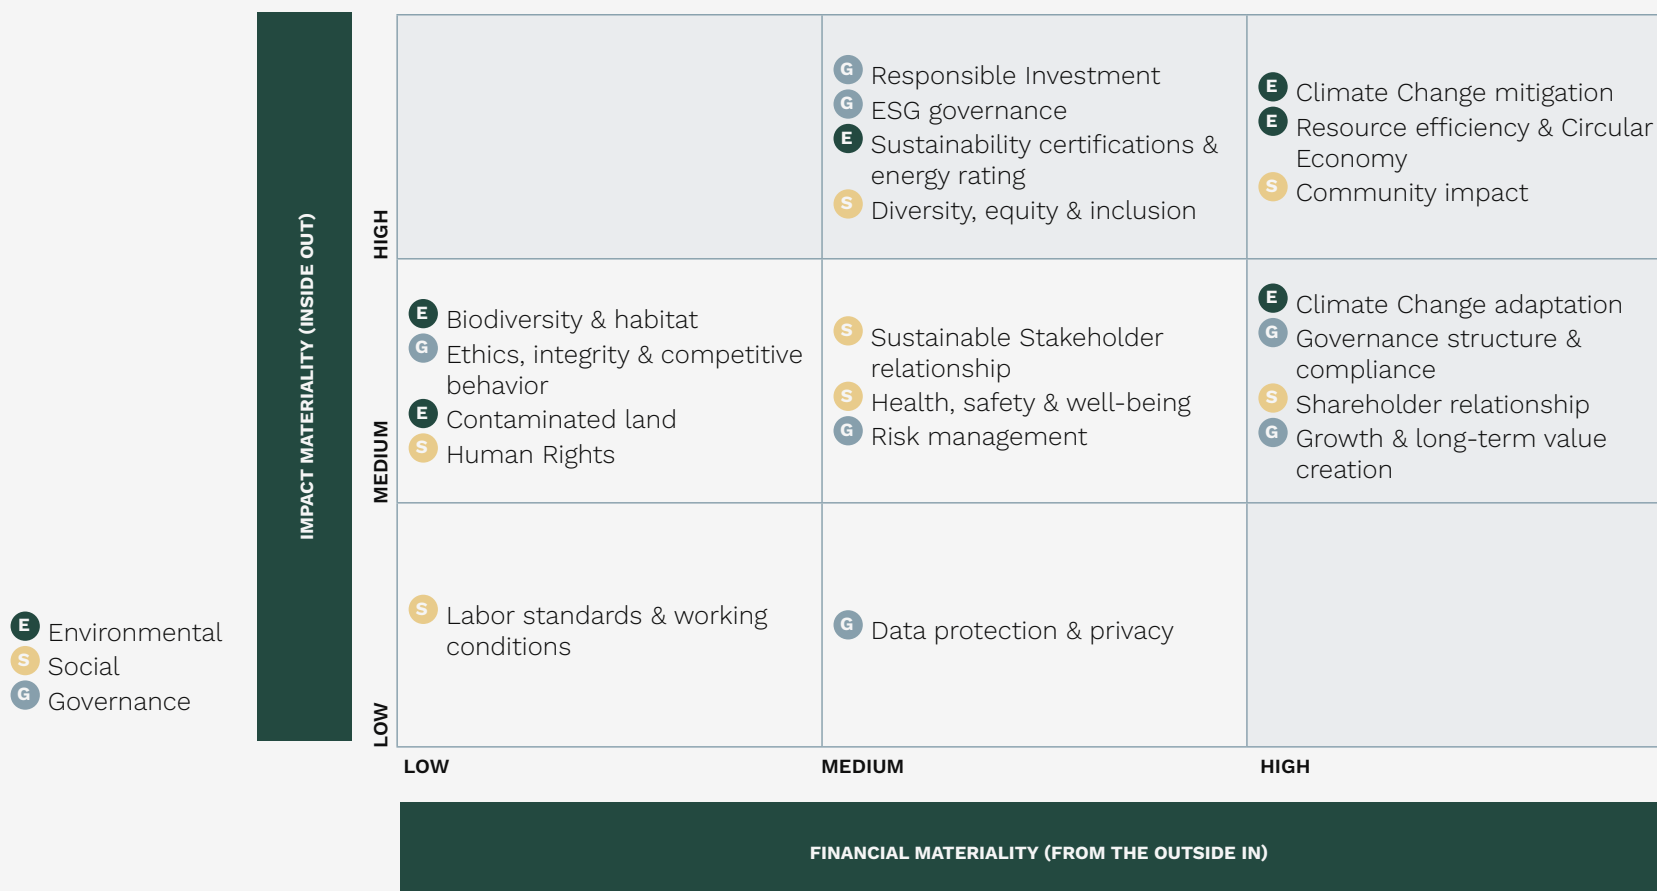 IMPACT MATERIALITY (INSIDE OUT)
HIGH
G Responsible Investment
G ESG governance
E Sustainability certifications &
energy rating
S Diversity, equity & inclusion
E Climate Change mitigation
E Resource efficiency & Circular
Economy
S Community impact
MEDIUM
E Biodiversity & habitat
G Ethics, integrity & competitive
behavior
E Contaminated land
S Human Rights
S Sustainable Stakeholder
relationship
S Health, safety & well-being
G Risk management
E Climate Change adaptation
G Governance structure &
compliance
S Shareholder relationship
G Growth & long-term value
creation
LOW
S Labor standards & working
conditions
G Data protection & privacy
E Environmental
S Social
G Governance
LOW
MEDIUM
HIGH
FINANCIAL MATERIALITY (FROM THE OUTSIDE IN)